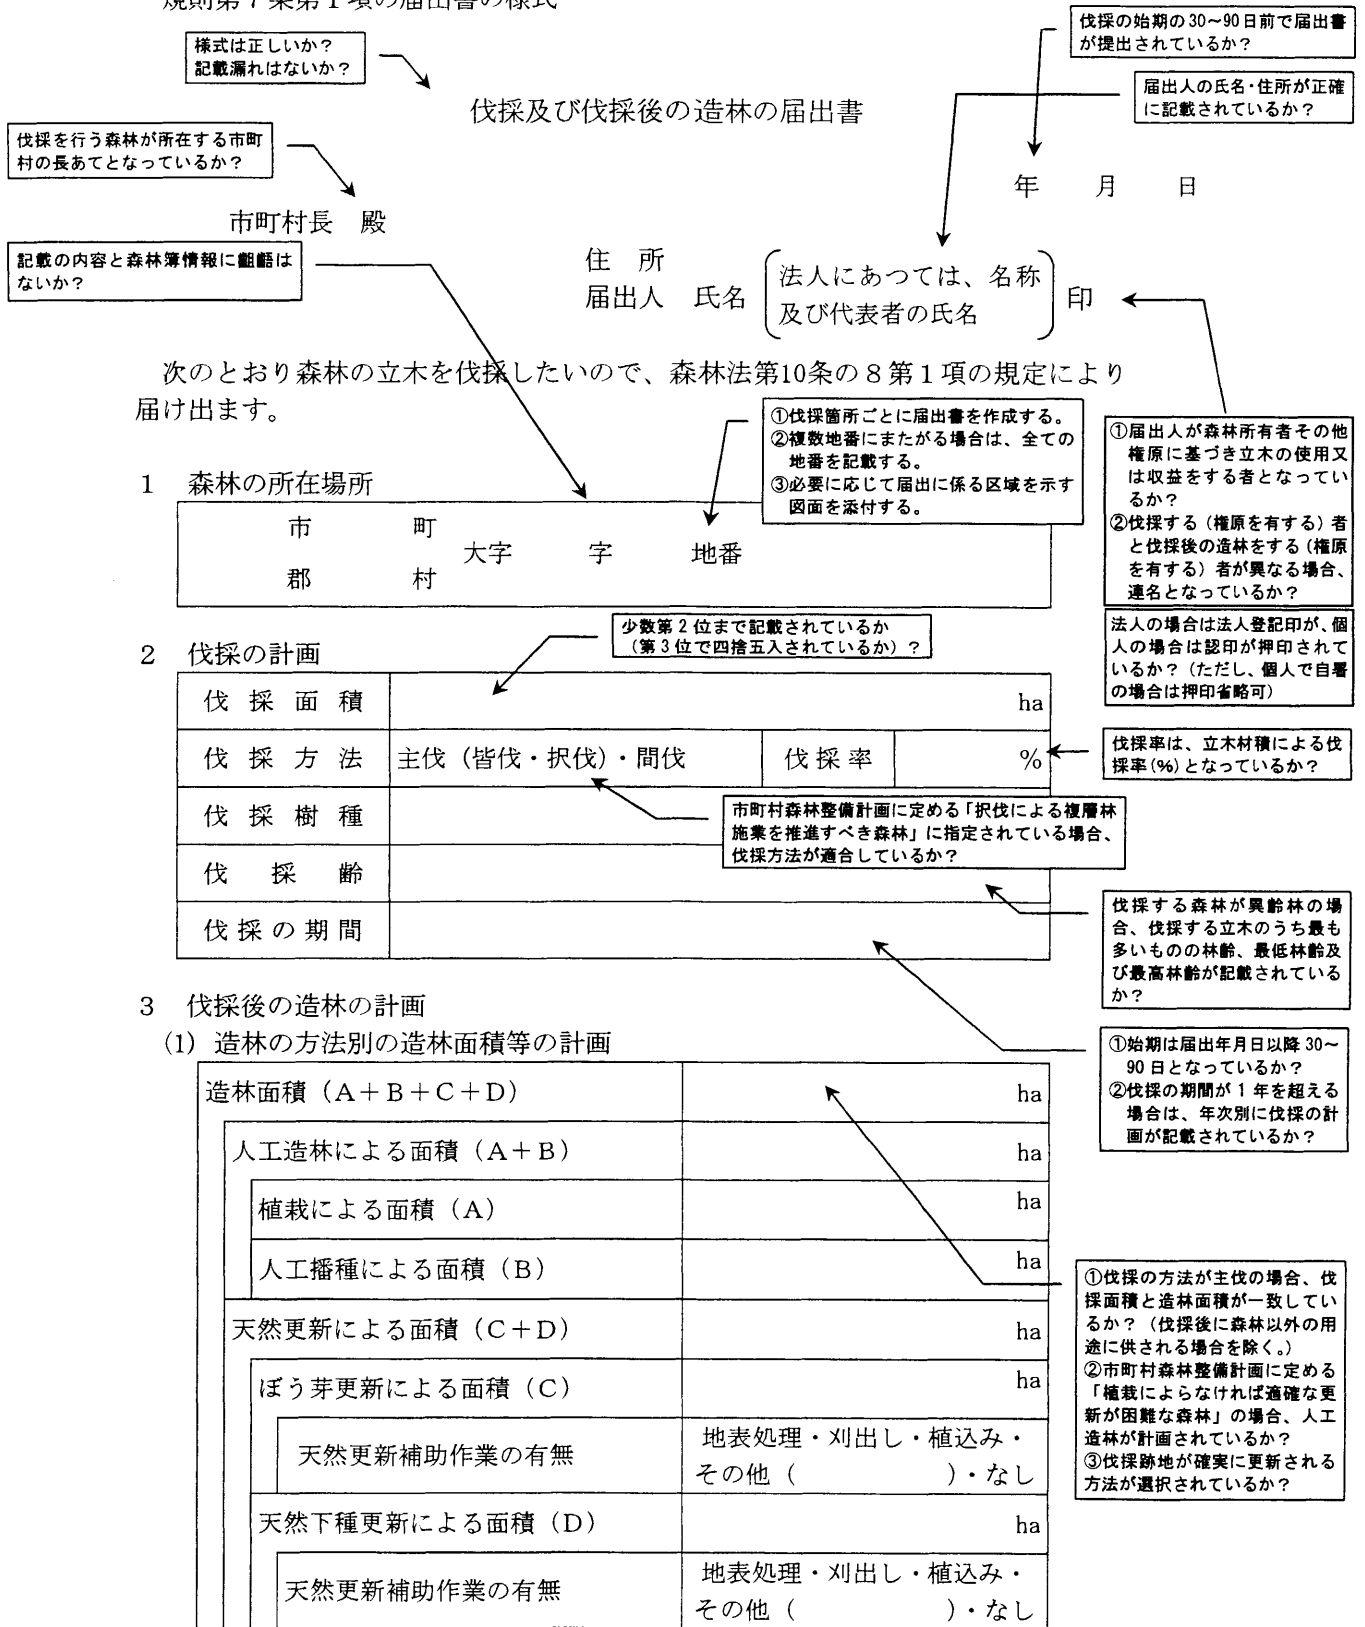 規則第７条第１項の届出書の様式
様式は正しいか？
記載漏れはないか？
伐採の始期の30～90日前で届出書
が提出されているか？
伐採及び伐採後の造林の届出書
届出人の氏名・住所が正確
に記載されているか？
伐採を行う森林が所在する市町
村の長あてとなっているか？
年　月　日
市町村長　殿
記載の内容と森林簿情報に齟齬は
ないか？
住　所
届出人　氏名
法人にあつては、名称
及び代表者の氏名
印
次のとおり森林の立木を伐採したいので、森林法第10条の８第１項の規定により
届け出ます。
①伐採箇所ごとに届出書を作成する。
②複数地番にまたがる場合は、全ての
地番を記載する。
③必要に応じて届出に係る区域を示す
図面を添付する。
①届出人が森林所有者その他
権原に基づき立木の使用又
は収益をする者となってい
るか？
②伐採する（権原を有する）者
と伐採後の造林をする（権原
を有する）者が異なる場合、
連名となっているか？
法人の場合は法人登記印が、個
人の場合は認印が押印されて
いるか？（ただし、個人で自署
の場合は押印省略可）
１　森林の所在場所
市　町
大字　字　地番
郡　村
少数第２位まで記載されているか
（第３位で四捨五入されているか）？
２　伐採の計画
伐採面積　ha
伐採方法　主伐（皆伐・択伐）・間伐　伐採率　％
伐採率は、立木材積による伐
採率(%)となっているか？
伐採樹種
市町村森林整備計画に定める「択伐による複層林
施業を推進すべき森林」に指定されている場合、
伐採方法が適合しているか？
伐採齢
伐採する森林が異齢林の場
合、伐採する立木のうち最も
多いものの林齢、最低林齢及
び最高林齢が記載されている
か？
伐採の期間
①始期は届出年月日以降30～
90日となっているか？
②伐採の期間が１年を超える
場合は、年次別に伐採の計
画が記載されているか？
３　伐採後の造林の計画
(1) 造林の方法別の造林面積等の計画
造林面積（Ａ＋Ｂ＋Ｃ＋Ｄ）　ha
人工造林による面積（Ａ＋Ｂ）　ha
植栽による面積（Ａ）　ha
人工播種による面積（Ｂ）　ha
天然更新による面積（Ｃ＋Ｄ）　ha
ぼう芽更新による面積（Ｃ）　ha
天然更新補助作業の有無　地表処理・刈出し・植込み・
その他（　　　）・なし
天然下種更新による面積（Ｄ）　ha
天然更新補助作業の有無　地表処理・刈出し・植込み・
その他（　　　）・なし
①伐採の方法が主伐の場合、伐
採面積と造林面積が一致してい
るか？（伐採後に森林以外の用
途に供される場合を除く。）
②市町村森林整備計画に定める
「植栽によらなければ適確な更
新が困難な森林」の場合、人工
造林が計画されているか？
③伐採跡地が確実に更新される
方法が選択されているか？